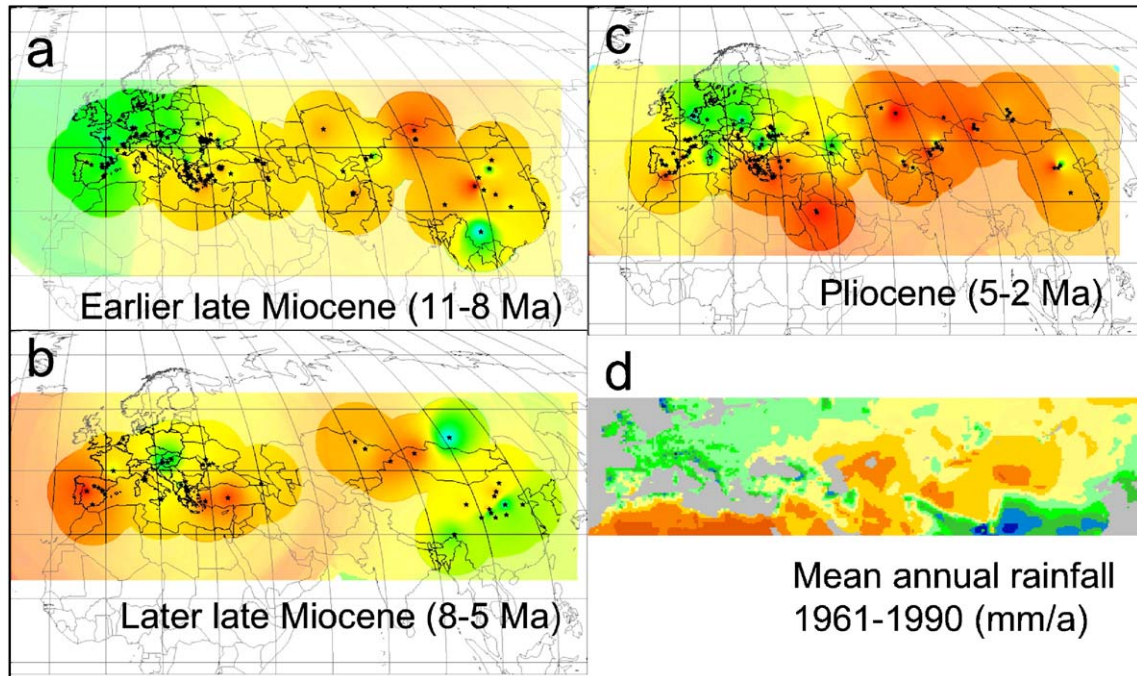 a
Earlier late Miocene (11-8 Ma)
b
Later late Miocene (8-5 Ma)
c
Pliocene (5-2 Ma)
d
Mean annual rainfall
1961-1990 (mm/a)